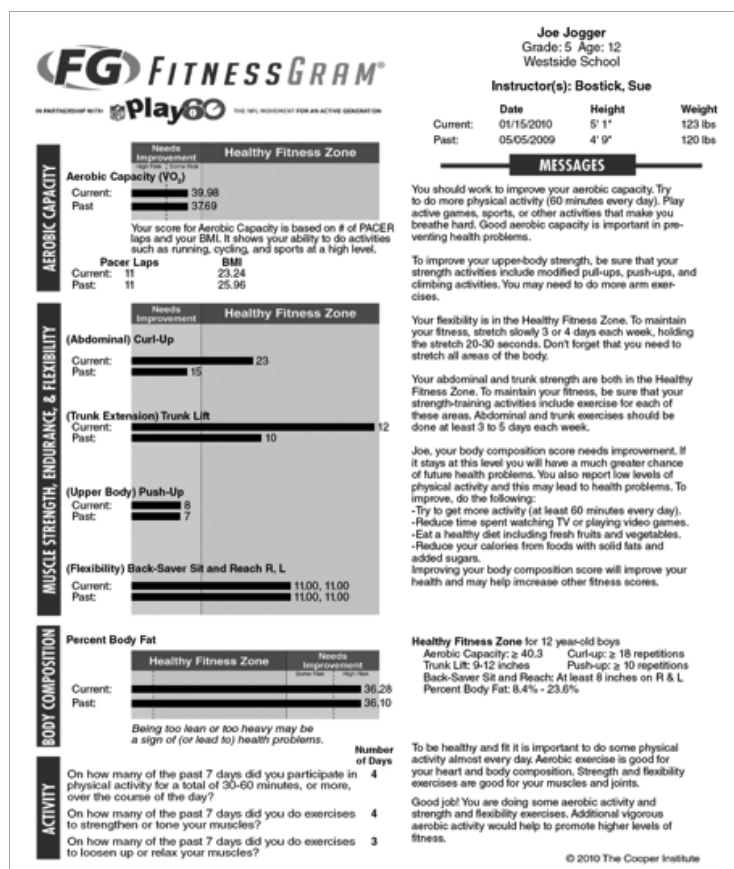 FG FITNESSGRAM®
IN PARTNERSHIP WITH NFL PLAY 60 THE NFL MOVEMENT FOR AN ACTIVE GENERATION
Joe Jogger
Grade: 5 Age: 12
Westside School
Instructor(s): Bostick, Sue
Date Height Weight
Current: 01/15/2010 5' 1" 123 lbs
Past: 05/05/2009 4' 9" 120 lbs
AEROBIC CAPACITY
Needs Improvement Healthy Fitness Zone
High Risk Some Risk
Aerobic Capacity (VO2)
Current: 39.98
Past 37.69
Your score for Aerobic Capacity is based on # of PACER
laps and your BMI. It shows your ability to do activities
such as running, cycling, and sports at a high level.
Pacer Laps BMI
Current: 11 23.24
Past: 11 25.96
MUSCLE STRENGTH, ENDURANCE, & FLEXIBILITY
Needs Improvement Healthy Fitness Zone
(Abdominal) Curl-Up
Current: 23
Past: 15
(Trunk Extension) Trunk Lift
Current: 12
Past: 10
(Upper Body) Push-Up
Current: 8
Past: 7
(Flexibility) Back-Saver Sit and Reach R, L
Current: 11.00, 11.00
Past: 11.00, 11.00
BODY COMPOSITION
Percent Body Fat
Healthy Fitness Zone Needs Improvement
Some Risk High Risk
Current: 36.28
Past: 36.10
Being too lean or too heavy may be
a sign of (or lead to) health problems.
ACTIVITY
Number
of Days
On how many of the past 7 days did you participate in 4
physical activity for a total of 30-60 minutes, or more,
over the course of the day?
On how many of the past 7 days did you do exercises 4
to strengthen or tone your muscles?
On how many of the past 7 days did you do exercises 3
to loosen up or relax your muscles?
MESSAGES
You should work to improve your aerobic capacity. Try
to do more physical activity (60 minutes every day). Play
active games, sports, or other activities that make you
breathe hard. Good aerobic capacity is important in pre-
venting health problems.
To improve your upper-body strength, be sure that your
strength activities include modified pull-ups, push-ups, and
climbing activities. You may need to do more arm exer-
cises.
Your flexibility is in the Healthy Fitness Zone. To maintain
your fitness, stretch slowly 3 or 4 days each week, holding
the stretch 20-30 seconds. Don't forget that you need to
stretch all areas of the body.
Your abdominal and trunk strength are both in the Healthy
Fitness Zone. To maintain your fitness, be sure that your
strength-training activities include exercise for each of
these areas. Abdominal and trunk exercises should be
done at least 3 to 5 days each week.
Joe, your body composition score needs improvement. If
it stays at this level you will have a much greater chance
of future health problems. You also report low levels of
physical activity and this may lead to health problems. To
improve, do the following:
-Try to get more activity (at least 60 minutes every day).
-Reduce time spent watching TV or playing video games.
-Eat a healthy diet including fresh fruits and vegetables.
-Reduce your calories from foods with solid fats and
added sugars.
Improving your body composition score will improve your
health and may help imcrease other fitness scores.
Healthy Fitness Zone for 12 year-old boys
Aerobic Capacity: ≥ 40.3 Curl-up: ≥ 18 repetitions
Trunk Lift: 9-12 inches Push-up: ≥ 10 repetitions
Back-Saver Sit and Reach: At least 8 inches on R & L
Percent Body Fat: 8.4% - 23.6%
To be healthy and fit it is important to do some physical
activity almost every day. Aerobic exercise is good for
your heart and body composition. Strength and flexibility
exercises are good for your muscles and joints.
Good job! You are doing some aerobic activity and
strength and flexibility exercises. Additional vigorous
aerobic activity would help to promote higher levels of
fitness.
© 2010 The Cooper Institute